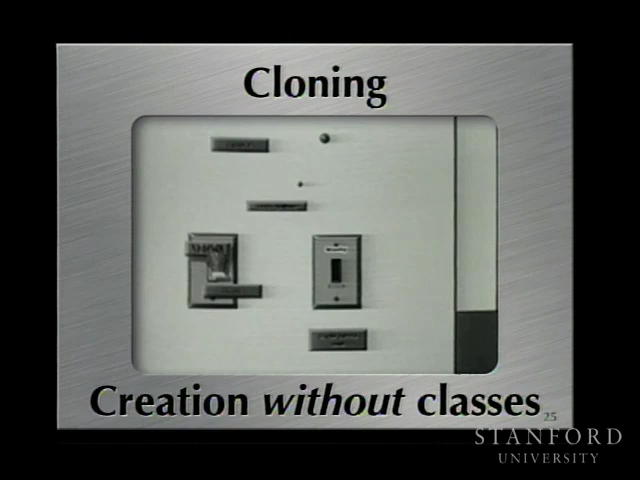 Cloning
Creation without classes
25
STANFORD
UNIVERSITY